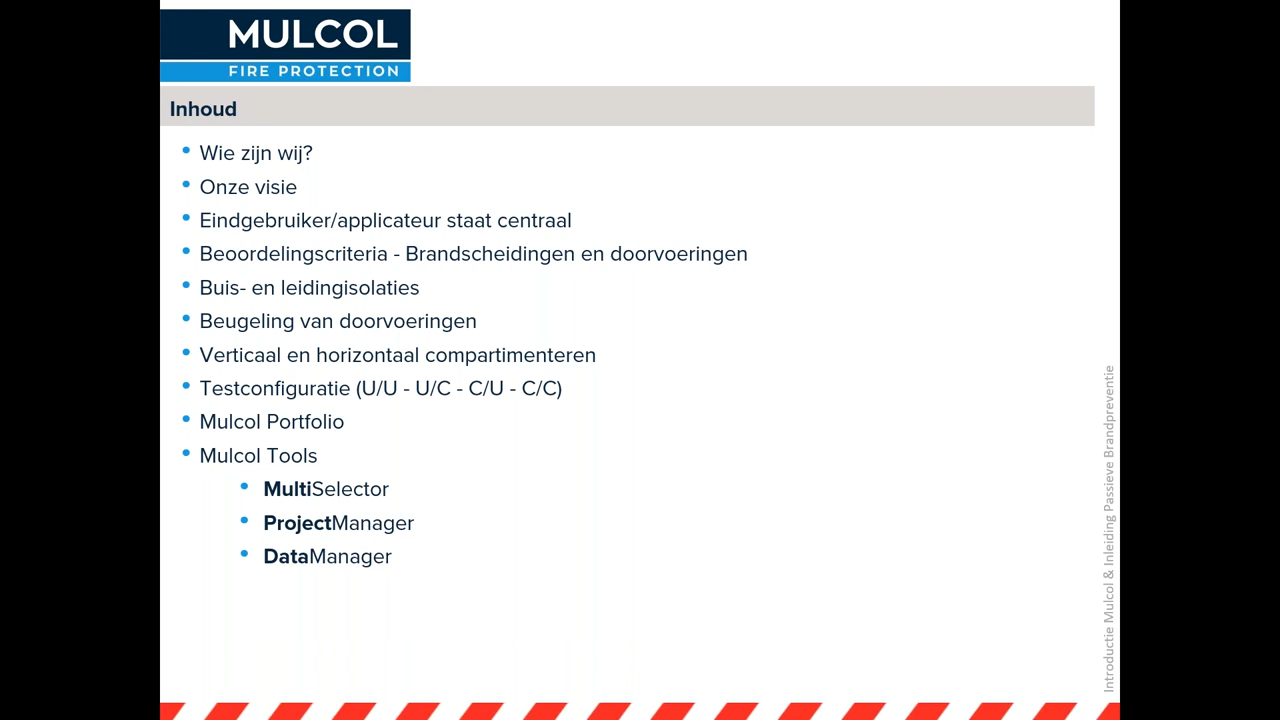 MULCOL
FIRE PROTECTION
Inhoud
• Wie zijn wij?
• Onze visie
• Eindgebruiker/applicateur staat centraal
• Beoordelingscriteria - Brandscheidingen en doorvoeringen
• Buis- en leidingisolaties
• Beugeling van doorvoeringen
• Verticaal en horizontaal compartimenteren
• Testconfiguratie (U/U - U/C - C/U - C/C)
• Mulcol Portfolio
• Mulcol Tools
• MultiSelector
• ProjectManager
• DataManager
Introductie Mulcol & Inleiding Passieve Brandpreventie